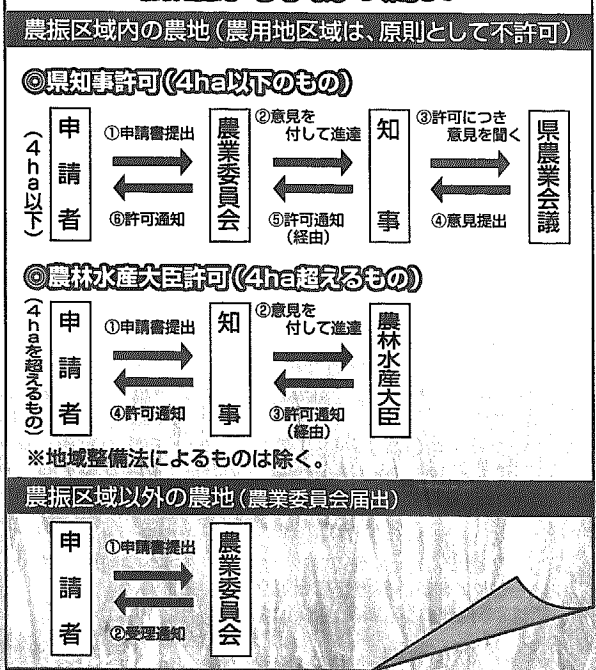 農振区域内の農地(農用地区域は、原則として不許可)
◎県知事許可(4ha以下のもの)
(4ha以下)
申請者
①申請書提出
⑥許可通知
農業委員会
②意見を
付して進達
⑤許可通知
(経由)
知事
③許可につき
意見を聞く
④意見提出
県農業会議
◎農林水産大臣許可(4ha超えるもの)
(4haを超えるもの)
申請者
①申請書提出
④許可通知
知事
②意見を
付して進達
③許可通知
(経由)
農林水産大臣
※地域整備法によるものは除く。
農振区域以外の農地(農業委員会届出)
申請者
①申請書提出
②受理通知
農業委員会